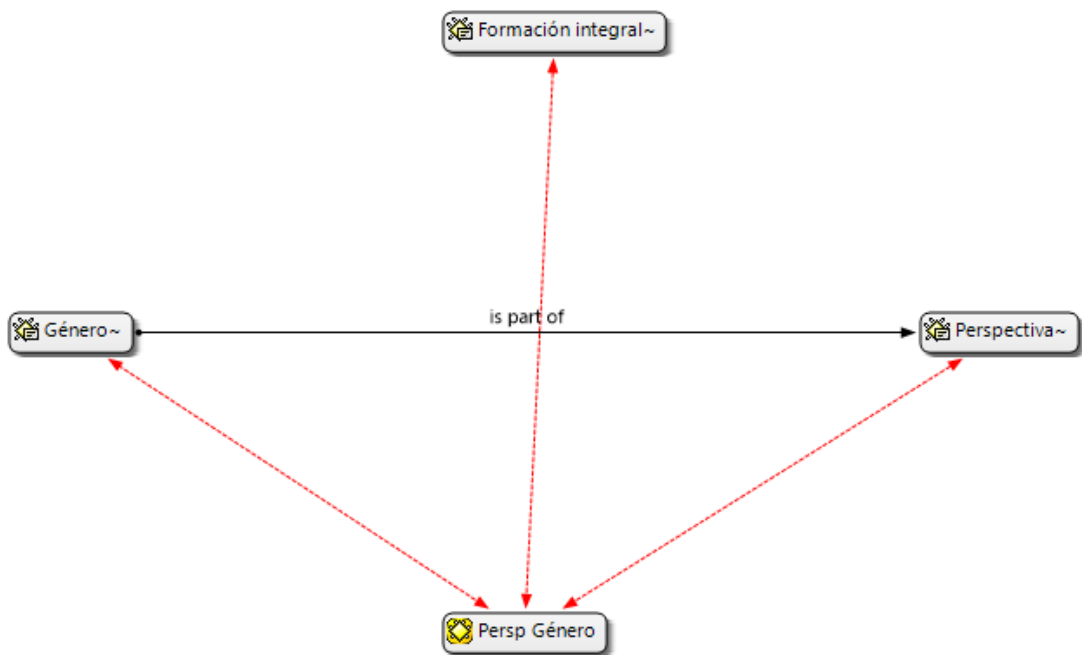 Formación integral~
is part of
Género~
Perspectiva~
Persp Género